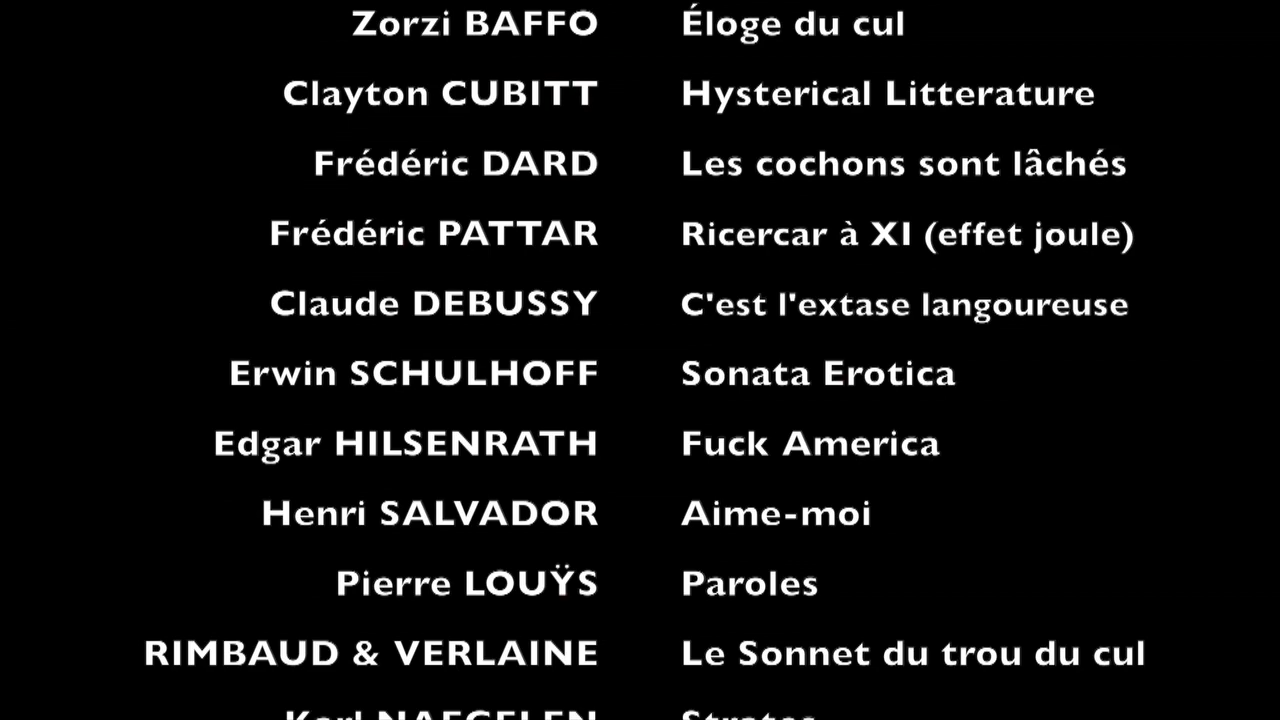 Zorzi BAFFO Éloge du cul
Clayton CUBITT Hysterical Litterature
Frédéric DARD Les cochons sont lâchés
Frédéric PATTAR Ricercar à XI (effet joule)
Claude DEBUSSY C'est l'extase langoureuse
Erwin SCHULHOFF Sonata Erotica
Edgar HILSENRATH Fuck America
Henri SALVADOR Aime-moi
Pierre LOUŸS Paroles
RIMBAUD & VERLAINE Le Sonnet du trou du cul
Karl NAEGELEN